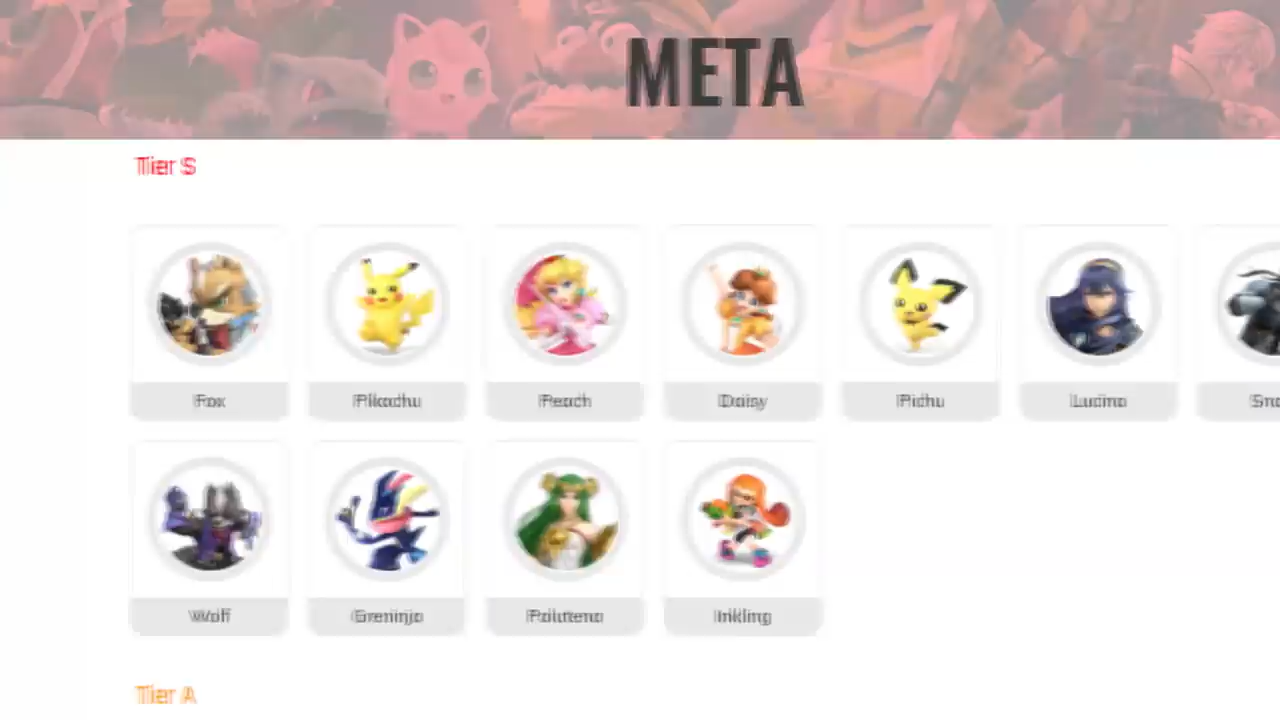 META
Tier S
Fox Pikachu Peach Daisy Pichu Lucina
Wolf Greninja Palutena Inkling
Tier A